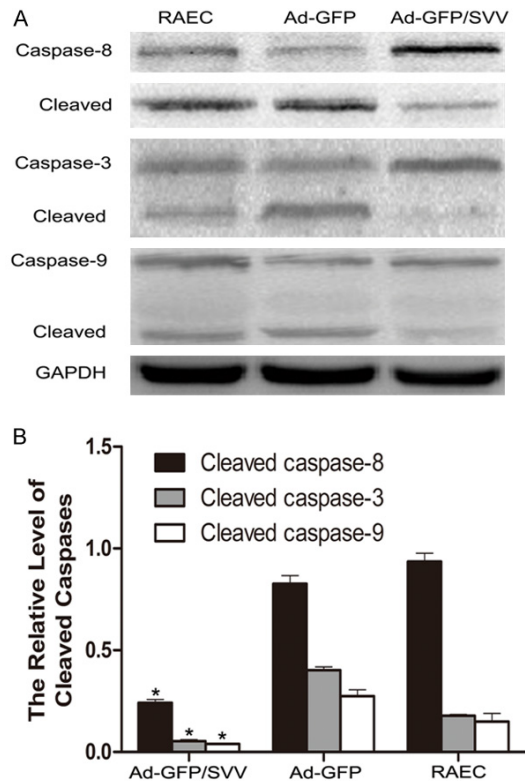 A
RAEC Ad-GFP Ad-GFP/SVV
Caspase-8
Cleaved
Caspase-3
Cleaved
Caspase-9
Cleaved
GAPDH
B
The Relative Level of
Cleaved Caspases
1.5
1.0
0.5
0.0
Cleaved caspase-8
Cleaved caspase-3
Cleaved caspase-9
* * *
Ad-GFP/SVV Ad-GFP RAEC